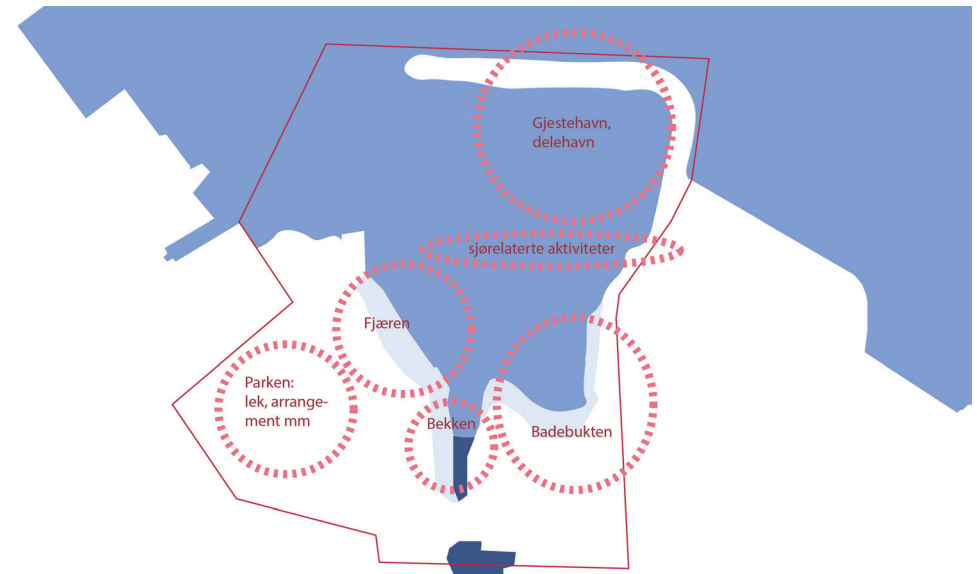 Gjestehavn,
delehavn
sjørelaterte aktiviteter
Fjæren
Parken:
lek, arrange-
ment mm
Bekken
Badebukten